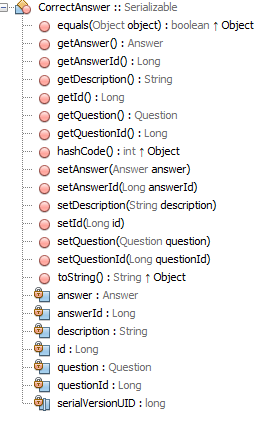 CorrectAnswer :: Serializable
equals(Object object) : boolean ↑ Object
getAnswer() : Answer
getAnswerId() : Long
getDescription() : String
getId() : Long
getQuestion() : Question
getQuestionId() : Long
hashCode() : int ↑ Object
setAnswer(Answer answer)
setAnswerId(Long answerId)
setDescription(String description)
setId(Long id)
setQuestion(Question question)
setQuestionId(Long questionId)
toString() : String ↑ Object
answer : Answer
answerId : Long
description : String
id : Long
question : Question
questionId : Long
serialVersionUID : long